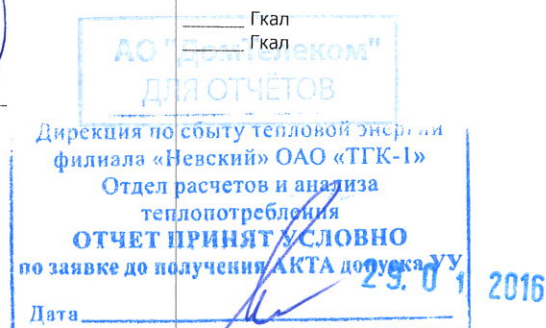 Гкал
Гкал
АО "ДомТелеком"
ДЛЯ ОТЧЁТОВ
Дирекция по сбыту тепловой энергии
филиала «Невский» ОАО «ТГК-1»
Отдел расчетов и анализа
теплопотребления
ОТЧЕТ ПРИНЯТ УСЛОВНО
по заявке до получения АКТА допуска УУ
29. 01 2016
Дата